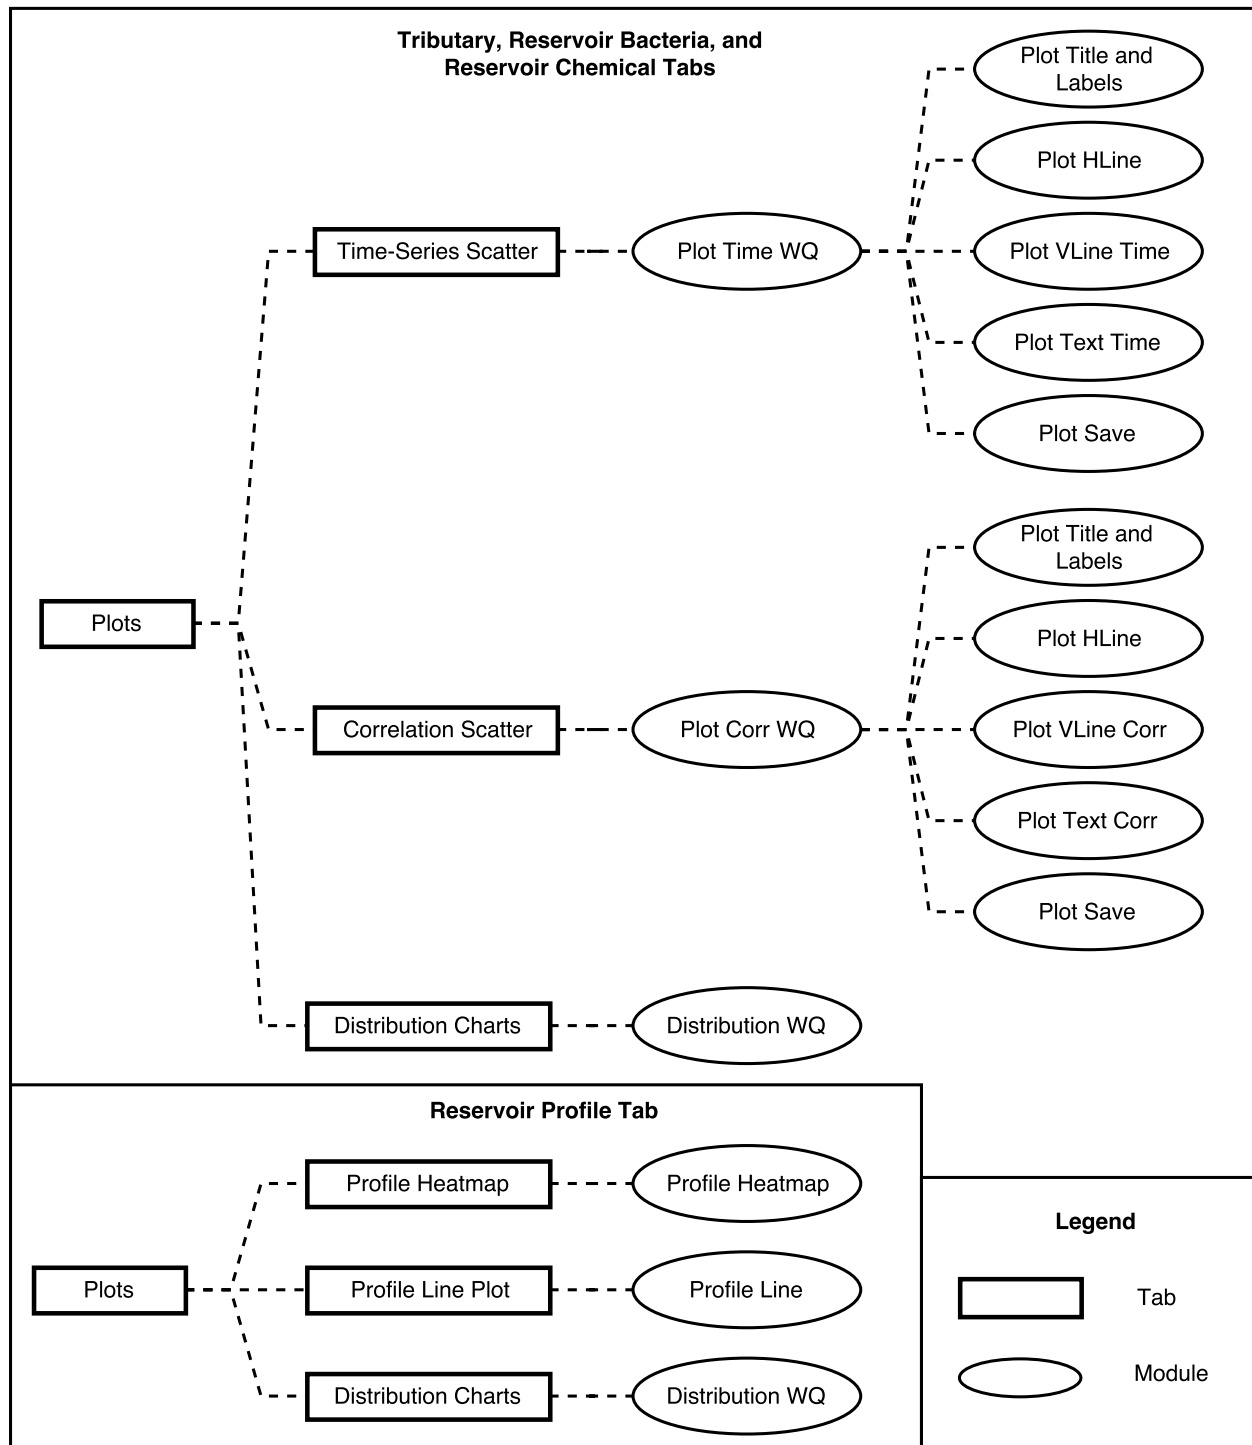 Tributary, Reservoir Bacteria, and
Reservoir Chemical Tabs
Plots
Time-Series Scatter
Plot Time WQ
Plot Title and
Labels
Plot HLine
Plot VLine Time
Plot Text Time
Plot Save
Correlation Scatter
Plot Corr WQ
Plot Title and
Labels
Plot HLine
Plot VLine Corr
Plot Text Corr
Plot Save
Distribution Charts
Distribution WQ
Reservoir Profile Tab
Plots
Profile Heatmap
Profile Heatmap
Profile Line Plot
Profile Line
Distribution Charts
Distribution WQ
Legend
Tab
Module